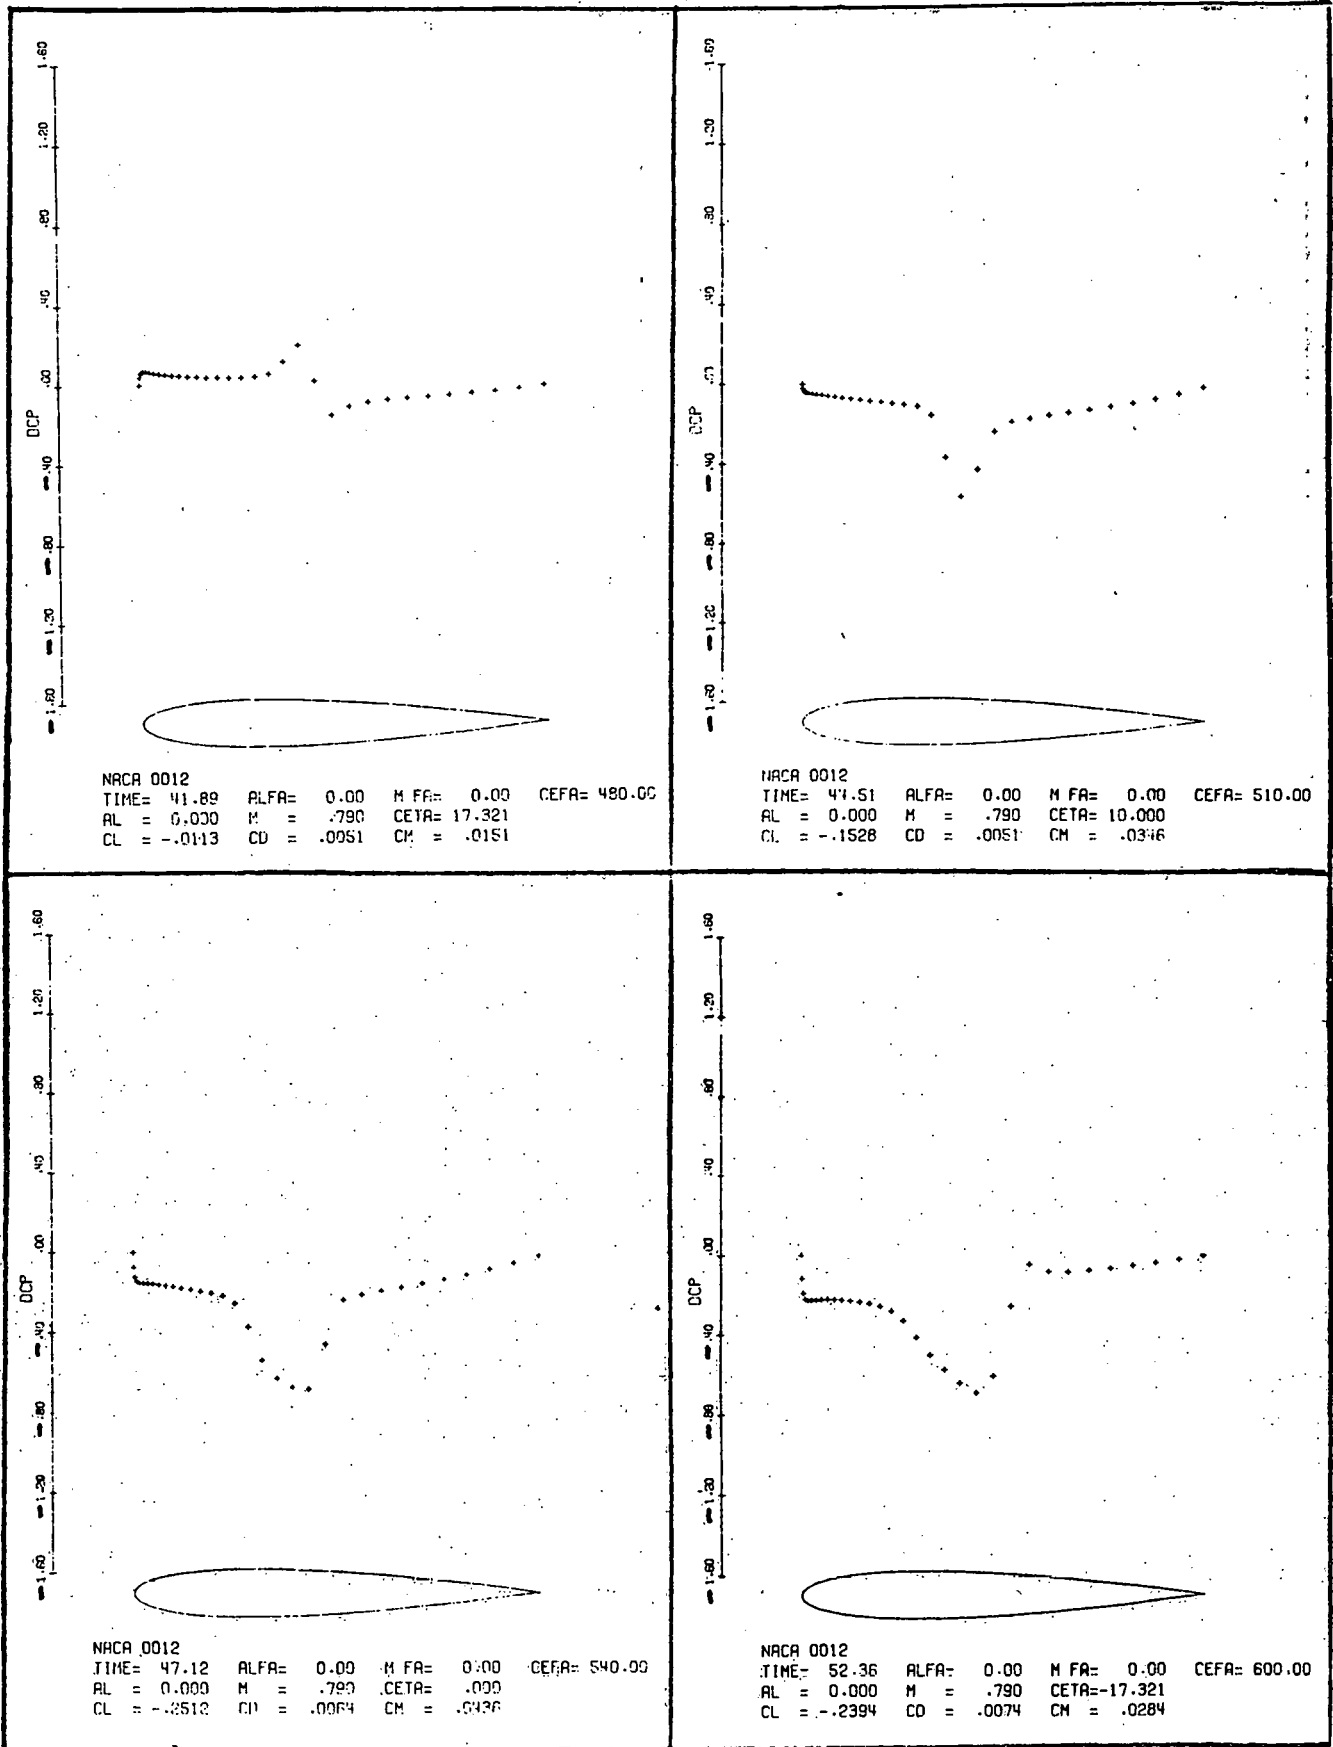 1.60
1.20
.80
.40
.00
-.40
-.80
-1.20
-1.60
DCP
NACA 0012
TIME= 41.89 ALFA= 0.00 M FA= 0.00 CEFA= 480.00
AL = 0.000 M = .790 CETA= 17.321
CL = -.0113 CD = .0051 CM = .0151
1.60
1.20
.80
.40
.00
-.40
-.80
-1.20
-1.60
DCP
NACA 0012
TIME= 44.51 ALFA= 0.00 M FA= 0.00 CEFA= 510.00
AL = 0.000 M = .790 CETA= 10.000
CL = -.1528 CD = .0051 CM =
1.60
1.20
.80
.40
.00
-.40
-.80
-1.20
-1.60
DCP
NACA 0012
TIME= 47.12 ALFA= 0.00 M FA= 0.00 CEFA= 540.00
AL = 0.000 M = .790 CETA= .000
CL = -.2512 CD = .0064 CM =
1.60
1.20
.80
.40
.00
-.40
-.80
-1.20
-1.60
DCP
NACA 0012
TIME= 52.36 ALFA= 0.00 M FA= 0.00 CEFA= 600.00
AL = 0.000 M = .790 CETA=-17.321
CL = -.2394 CD = .0074 CM = .0284